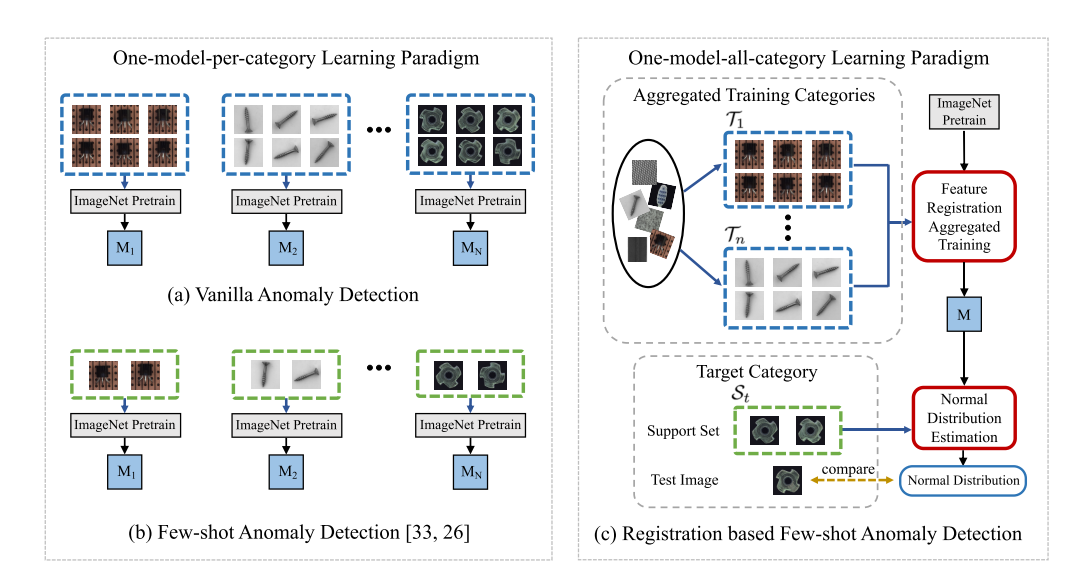 One-model-per-category Learning Paradigm
•••
ImageNet Pretrain
ImageNet Pretrain
ImageNet Pretrain
M₁
M₂
M_N
(a) Vanilla Anomaly Detection
•••
ImageNet Pretrain
ImageNet Pretrain
ImageNet Pretrain
M₁
M₂
M_N
(b) Few-shot Anomaly Detection [33, 26]
One-model-all-category Learning Paradigm
Aggregated Training Categories
𝒯₁
𝒯ₙ
ImageNet
Pretrain
Feature
Registration
Aggregated
Training
M
Target Category
𝒮ₜ
Support Set
Normal
Distribution
Estimation
Test Image
compare
Normal Distribution
(c) Registration based Few-shot Anomaly Detection